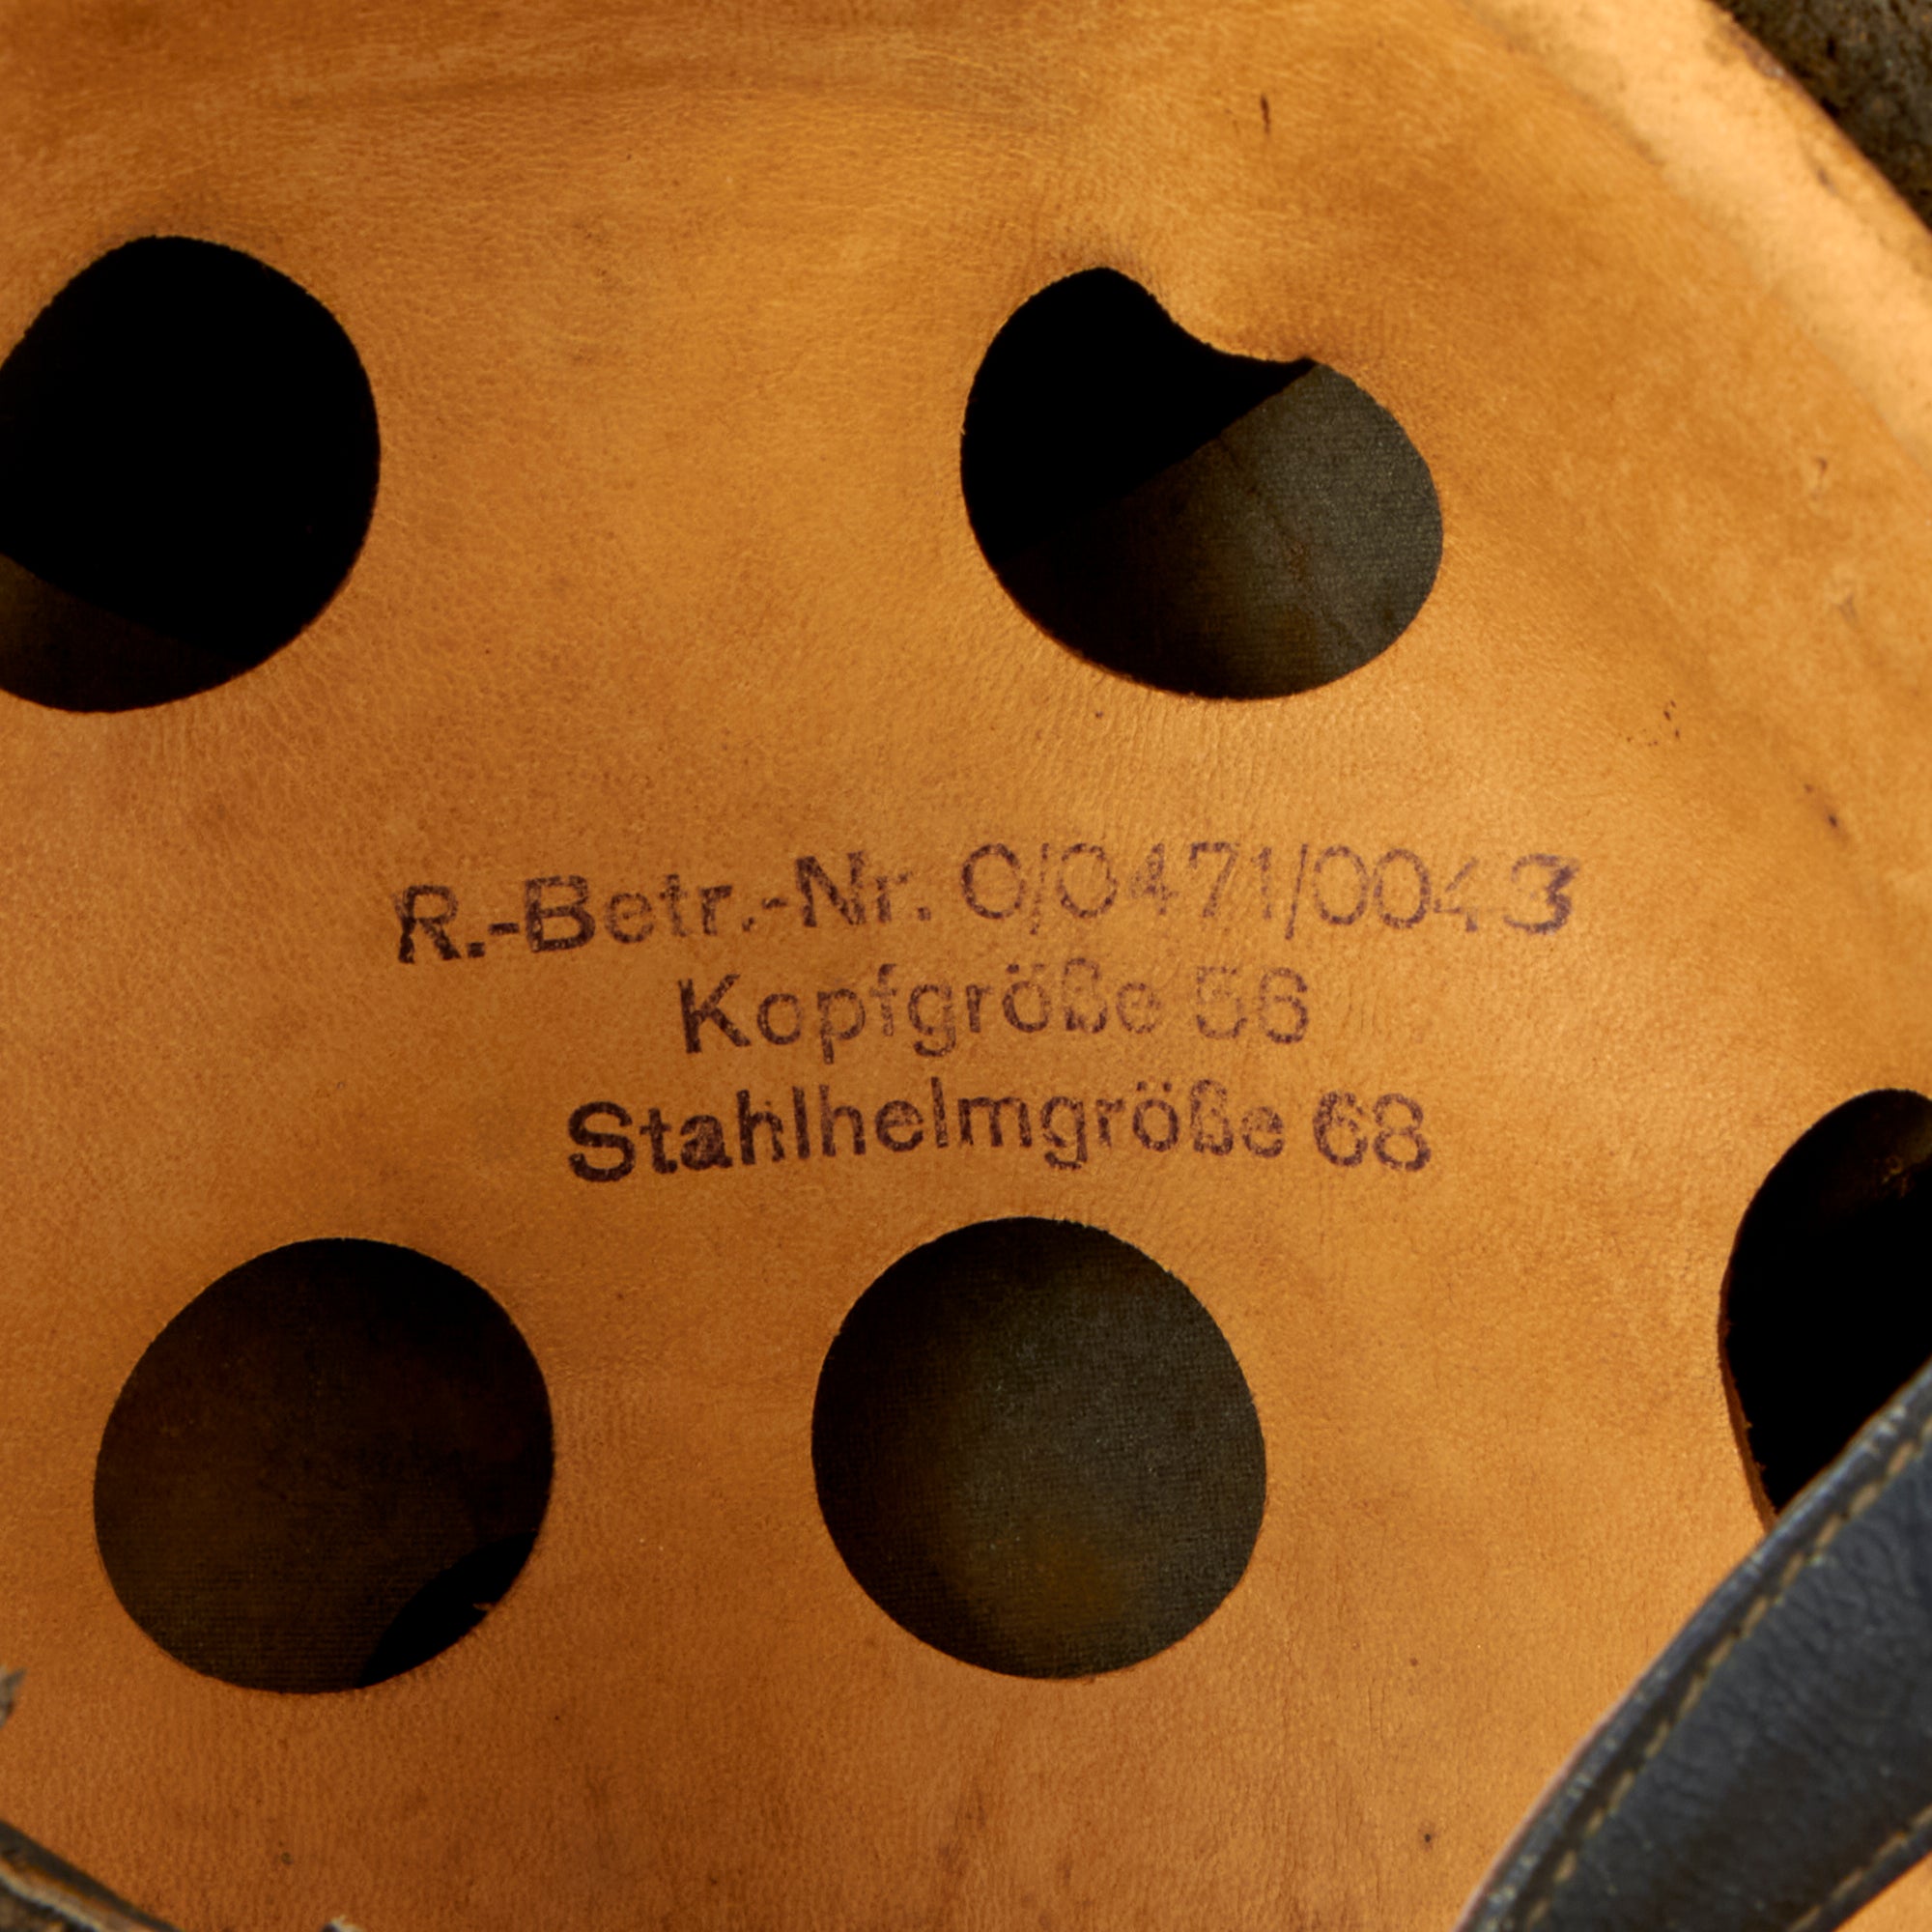 R.-Betr.-Nr. 0/0471/0043
Kopfgröße 56
Stahlhelmgröße 68